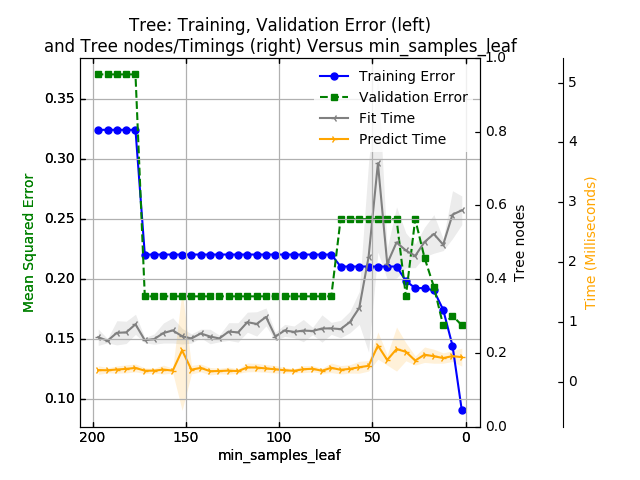 Tree: Training, Validation Error (left)
and Tree nodes/Timings (right) Versus min_samples_leaf
Training Error
Validation Error
Fit Time
Predict Time
Mean Squared Error
0.35
0.30
0.25
0.20
0.15
0.10
200
150
100
50
0
min_samples_leaf
1.0
0.8
0.6
0.4
0.2
0.0
Tree nodes
5
4
3
2
1
0
Time (Milliseconds)